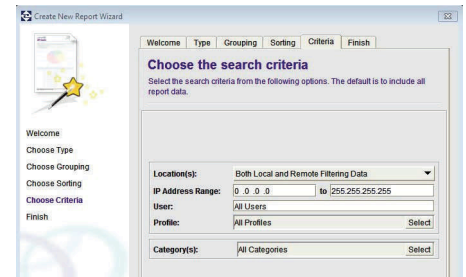 Create New Report Wizard
Welcome Type Grouping Sorting Criteria Finish
Choose the search criteria
Select the search criteria from the following options. The default is to include all
report data.
Welcome
Choose Type
Choose Grouping
Choose Sorting
Choose Criteria
Finish
Location(s): Both Local and Remote Filtering Data
IP Address Range: 0 .0 .0 .0 to 255.255.255.255
User: All Users
Profile: All Profiles Select
Category(s): All Categories Select